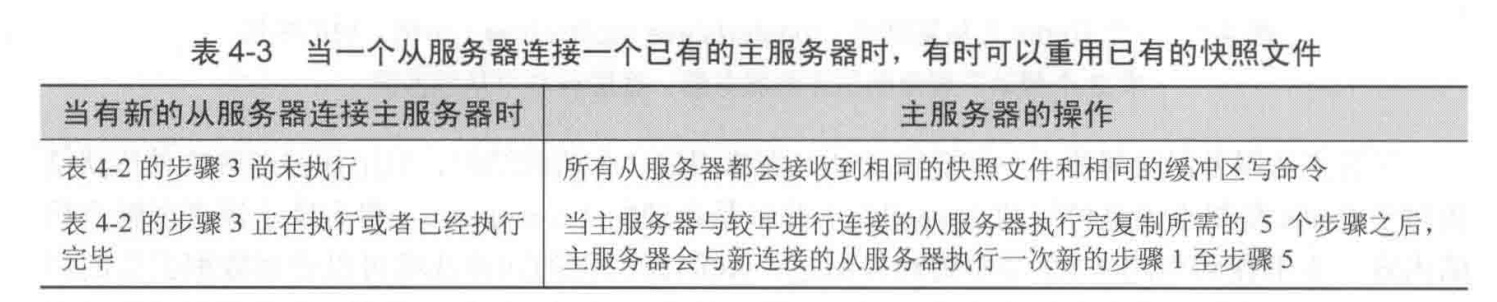 表 4-3 当一个从服务器连接一个已有的主服务器时，有时可以重用已有的快照文件
当有新的从服务器连接主服务器时 主服务器的操作
表 4-2 的步骤 3 尚未执行 所有从服务器都会接收到相同的快照文件和相同的缓冲区写命令
表 4-2 的步骤 3 正在执行或者已经执行完毕 当主服务器与较早进行连接的从服务器执行完复制所需的 5 个步骤之后，
主服务器会与新连接的从服务器执行一次新的步骤 1 至步骤 5